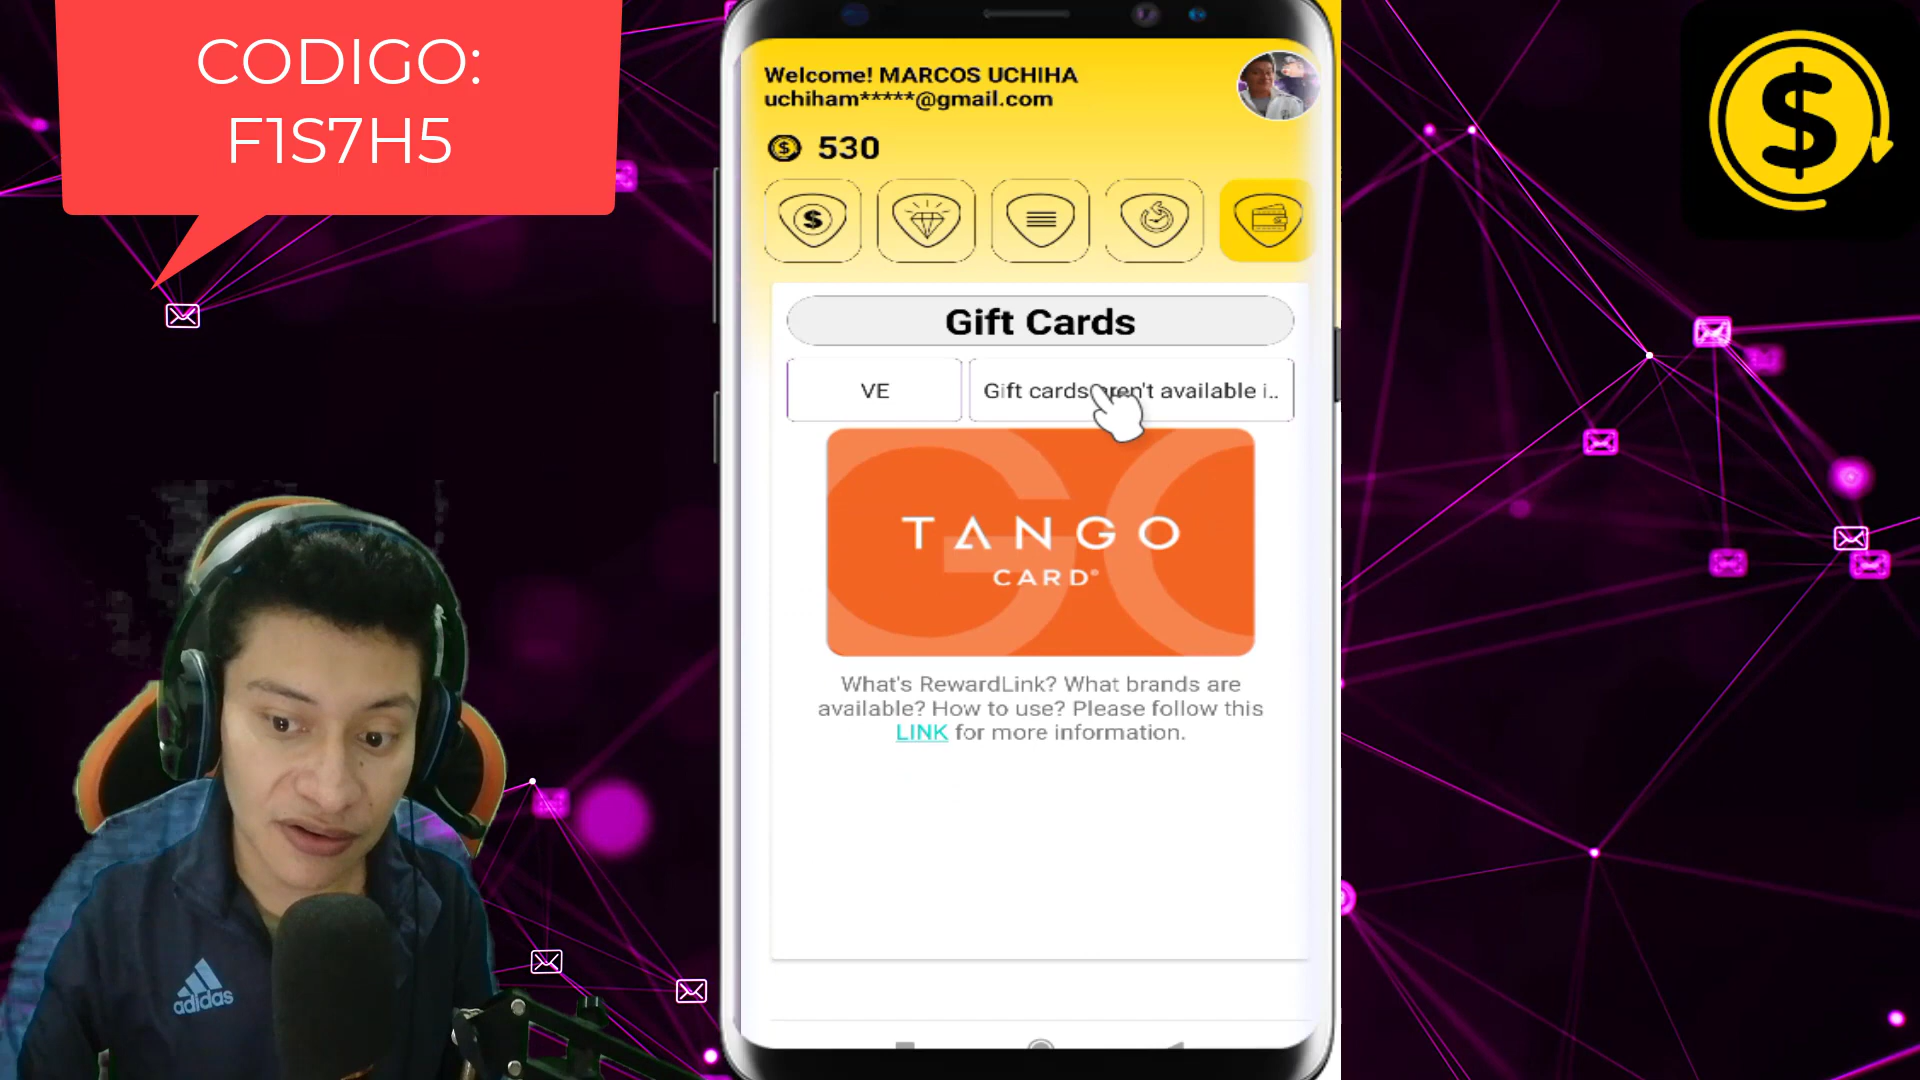 CODIGO:
F1S7H5
Welcome! MARCOS UCHIHA
uchiham*****@gmail.com
530
Gift Cards
VE
Gift cards aren't available i..
TANGO
CARD®
What's RewardLink? What brands are
available? How to use? Please follow this
LINK for more information.
adidas